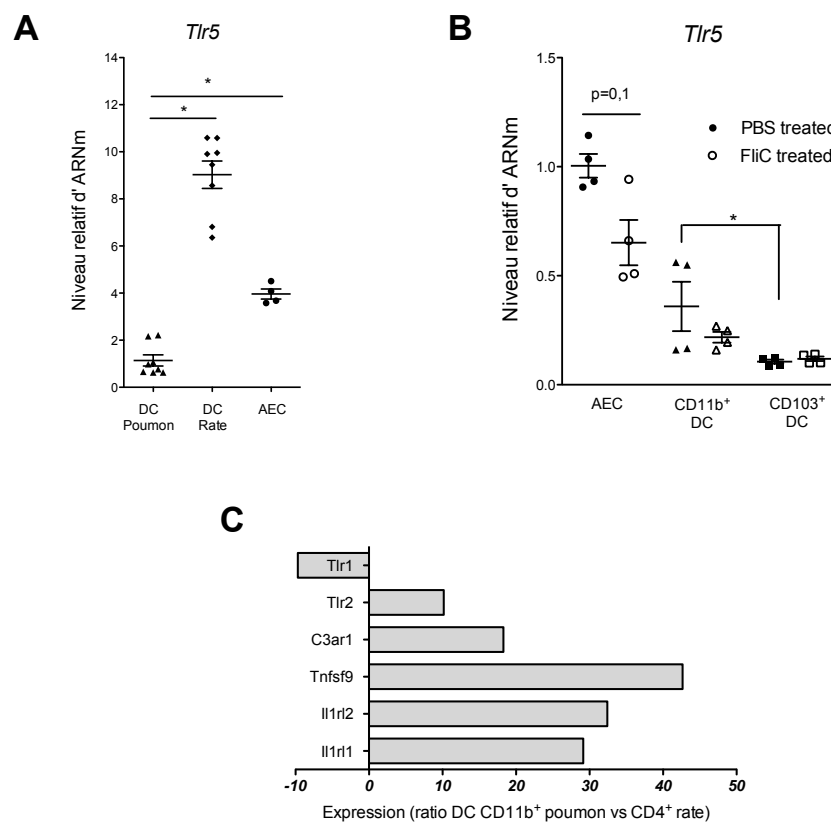 A
Tlr5
Niveau relatif d' ARNm
14
12
10
8
6
4
2
0
*
*
DC
Poumon
DC
Rate
AEC
B
Tlr5
Niveau relatif d' ARNm
1.5
1.0
0.5
0.0
p=0,1
PBS treated
FliC treated
*
AEC
CD11b+
DC
CD103+
DC
C
Tlr1
Tlr2
C3ar1
Tnfsf9
Il1rl2
Il1rl1
-10 0 10 20 30 40 50
Expression (ratio DC CD11b+ poumon vs CD4+ rate)